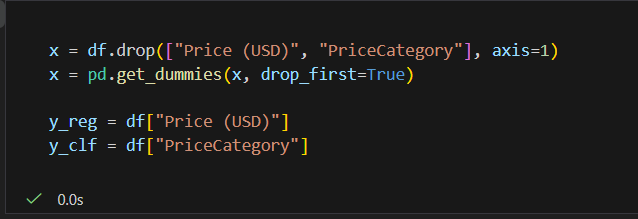 x = df.drop(["Price (USD)", "PriceCategory"], axis=1)
x = pd.get_dummies(x, drop_first=True)
y_reg = df["Price (USD)"]
y_clf = df["PriceCategory"]
0.0s